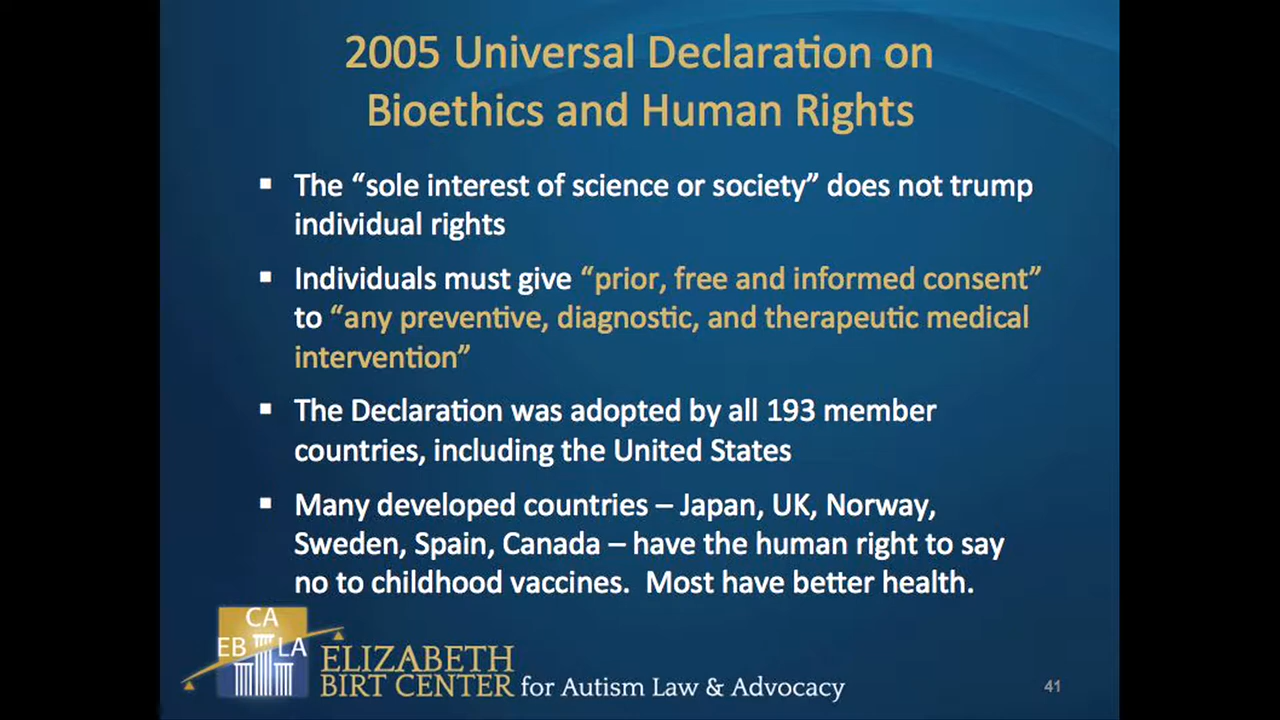 2005 Universal Declaration on
Bioethics and Human Rights
▪ The “sole interest of science or society” does not trump
individual rights
▪ Individuals must give “prior, free and informed consent”
to “any preventive, diagnostic, and therapeutic medical
intervention”
▪ The Declaration was adopted by all 193 member
countries, including the United States
▪ Many developed countries – Japan, UK, Norway,
Sweden, Spain, Canada – have the human right to say
no to childhood vaccines.  Most have better health.
CA
EB LA
ELIZABETH
BIRT CENTER for Autism Law & Advocacy
41